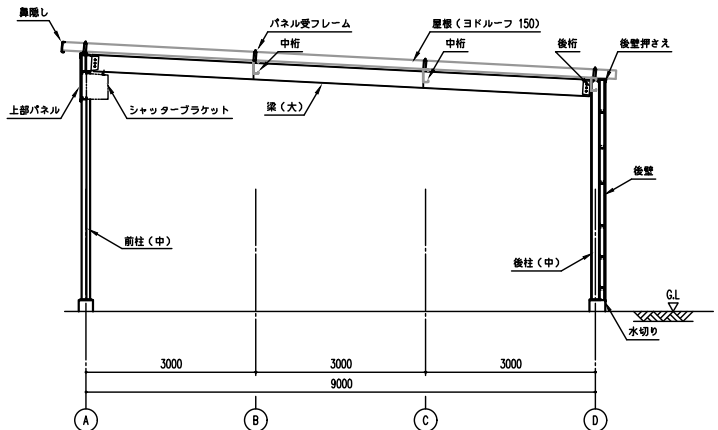 鼻隠し
パネル受フレーム
中桁
屋根(ヨドルーフ 150)
中桁
後桁
後壁押さえ
上部パネル
シャッターブラケット
梁(大)
後壁
前柱(中)
後柱(中)
G.L
水切り
3000
3000
3000
9000
A
B
C
D